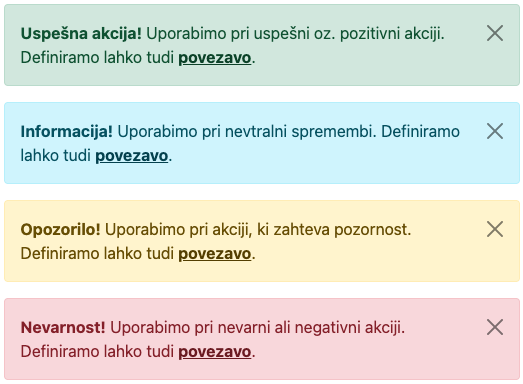 Uspešna akcija! Uporabimo pri uspešni oz. pozitivni akciji.
Definiramo lahko tudi povezavo.
Informacija! Uporabimo pri nevtralni spremembi. Definiramo
lahko tudi povezavo.
Opozorilo! Uporabimo pri akciji, ki zahteva pozornost.
Definiramo lahko tudi povezavo.
Nevarnost! Uporabimo pri nevarni ali negativni akciji.
Definiramo lahko tudi povezavo.